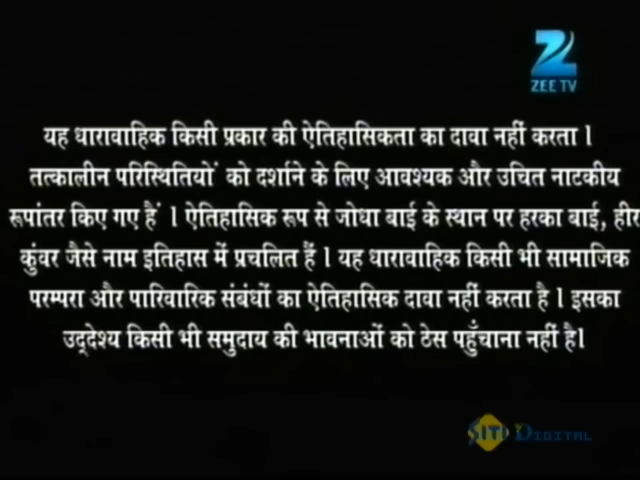 ZEE TV
यह धारावाहिक किसी प्रकार की ऐतिहासिकता का दावा नहीं करता ।
तत्कालीन परिस्थितियों को दर्शाने के लिए आवश्यक और उचित नाटकीय
रूपांतर किए गए हैं । ऐतिहासिक रूप से जोधा बाई के स्थान पर हरका बाई, हीर
कुंवर जैसे नाम इतिहास में प्रचलित हैं । यह धारावाहिक किसी भी सामाजिक
परम्परा और पारिवारिक संबंधों का ऐतिहासिक दावा नहीं करता है । इसका
उद्देश्य किसी भी समुदाय की भावनाओं को ठेस पहुँचाना नहीं है।
SITI DIGITAL